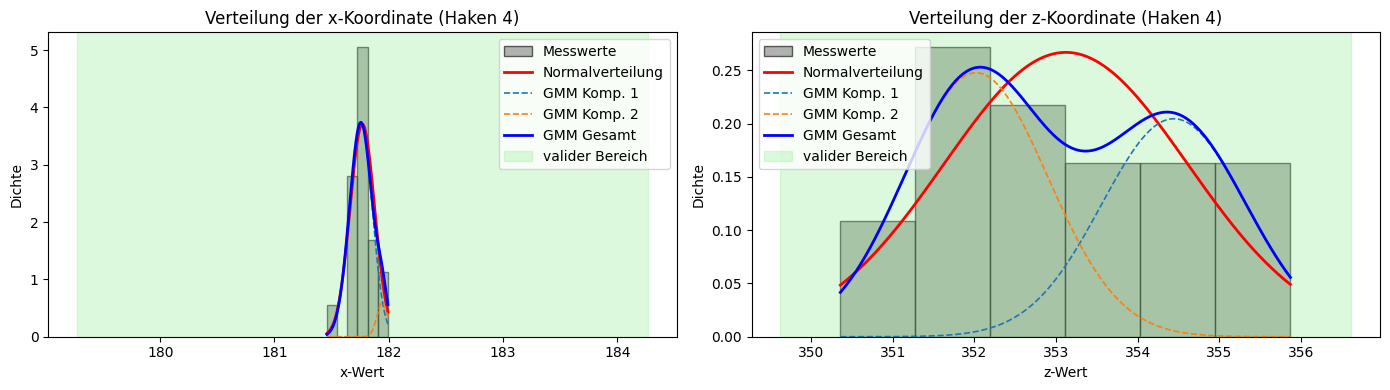 Verteilung der x-Koordinate (Haken 4)
Dichte
5
4
3
2
1
0
180
181
182
183
184
x-Wert
Messwerte
Normalverteilung
GMM Komp. 1
GMM Komp. 2
GMM Gesamt
valider Bereich
Verteilung der z-Koordinate (Haken 4)
Dichte
0.25
0.20
0.15
0.10
0.05
0.00
350
351
352
353
354
355
356
z-Wert
Messwerte
Normalverteilung
GMM Komp. 1
GMM Komp. 2
GMM Gesamt
valider Bereich